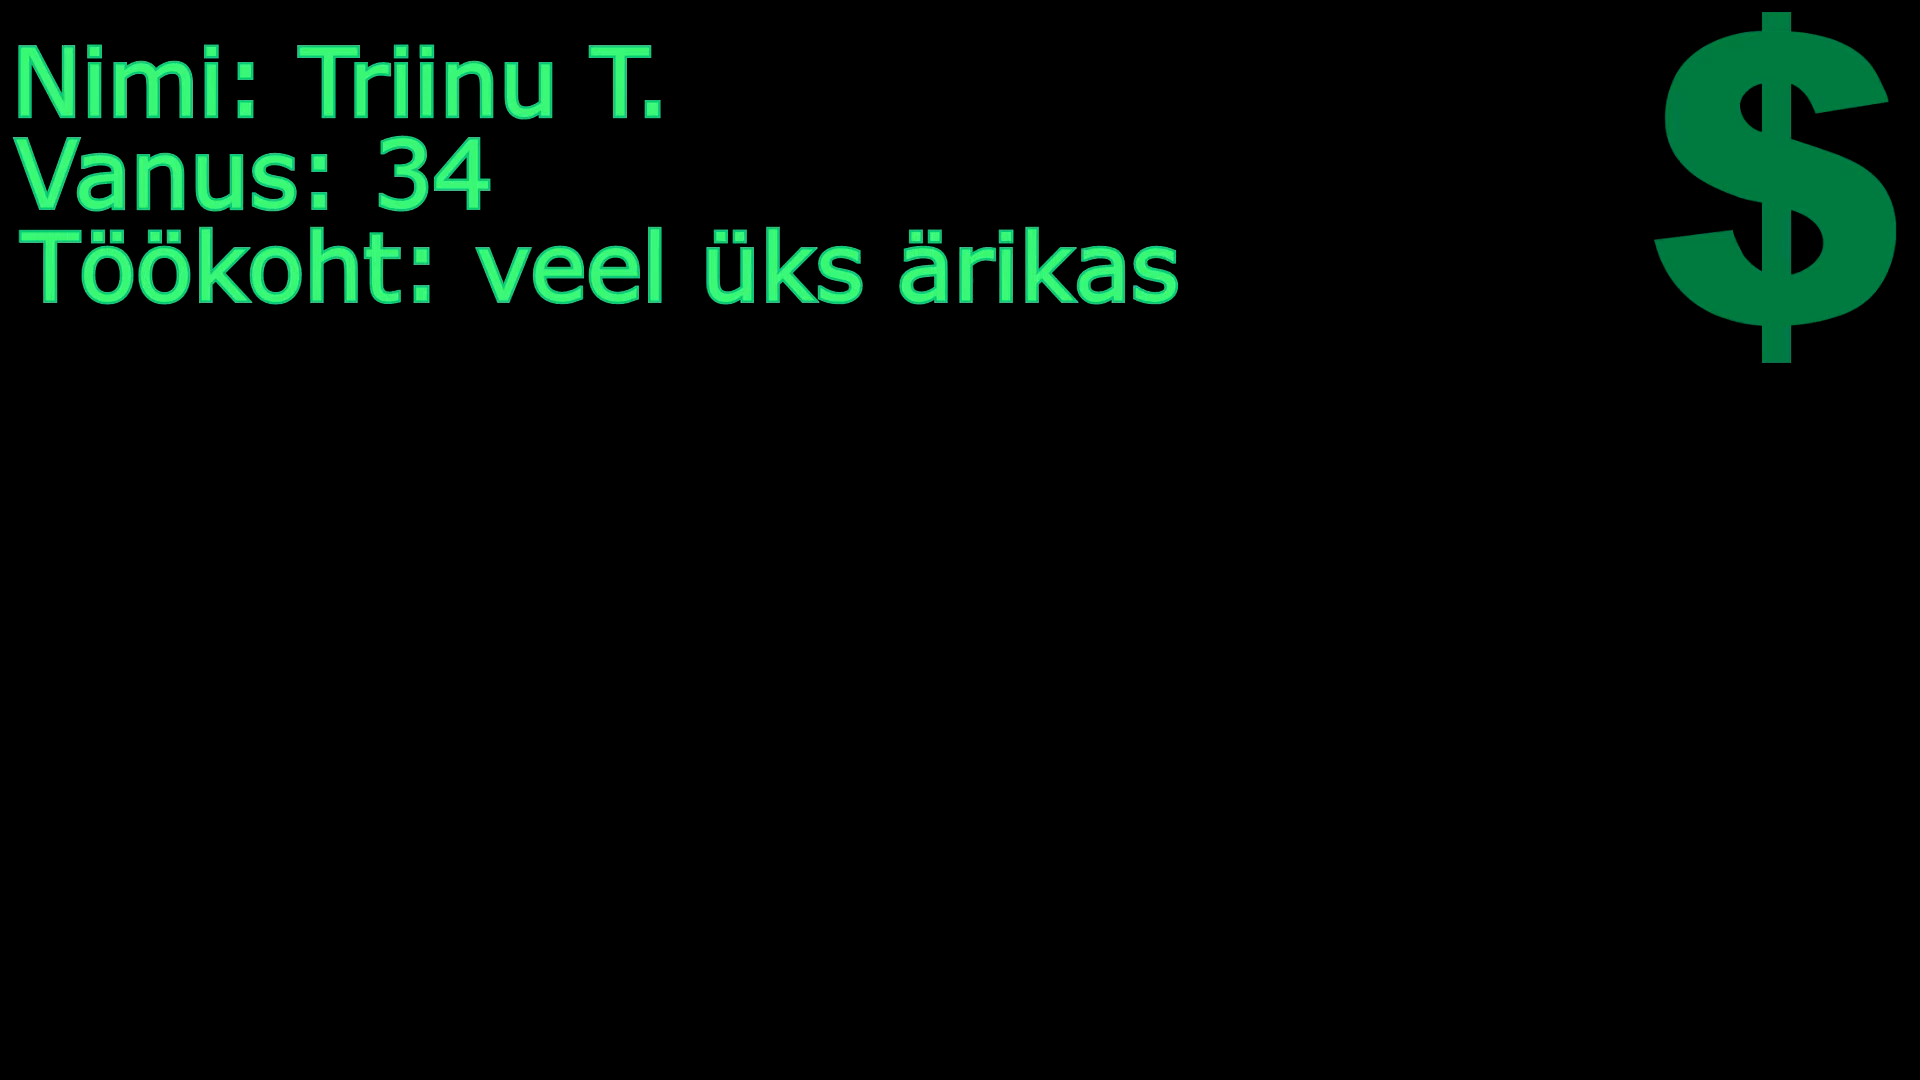 Nimi: Triinu T.
Vanus: 34
Töökoht: veel üks ärikas
$